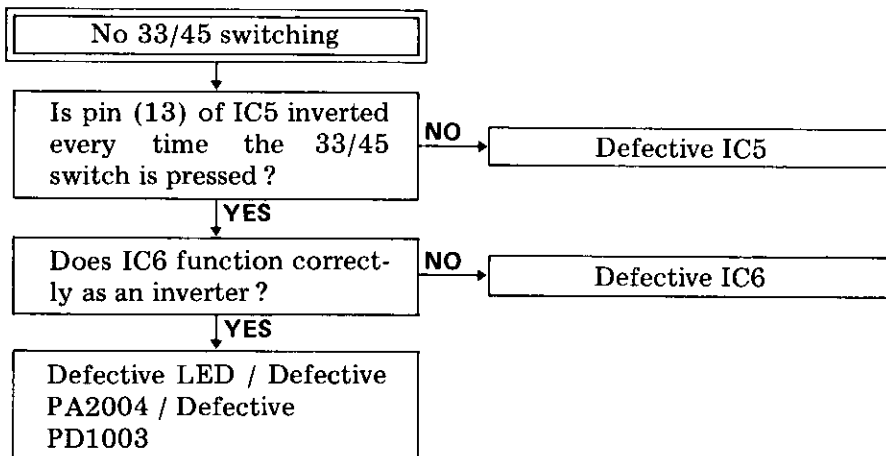 No 33/45 switching
Is pin (13) of IC5 inverted
every time the 33/45
switch is pressed ?
NO
Defective IC5
YES
Does IC6 function correct-
ly as an inverter ?
NO
Defective IC6
YES
Defective LED / Defective
PA2004 / Defective
PD1003